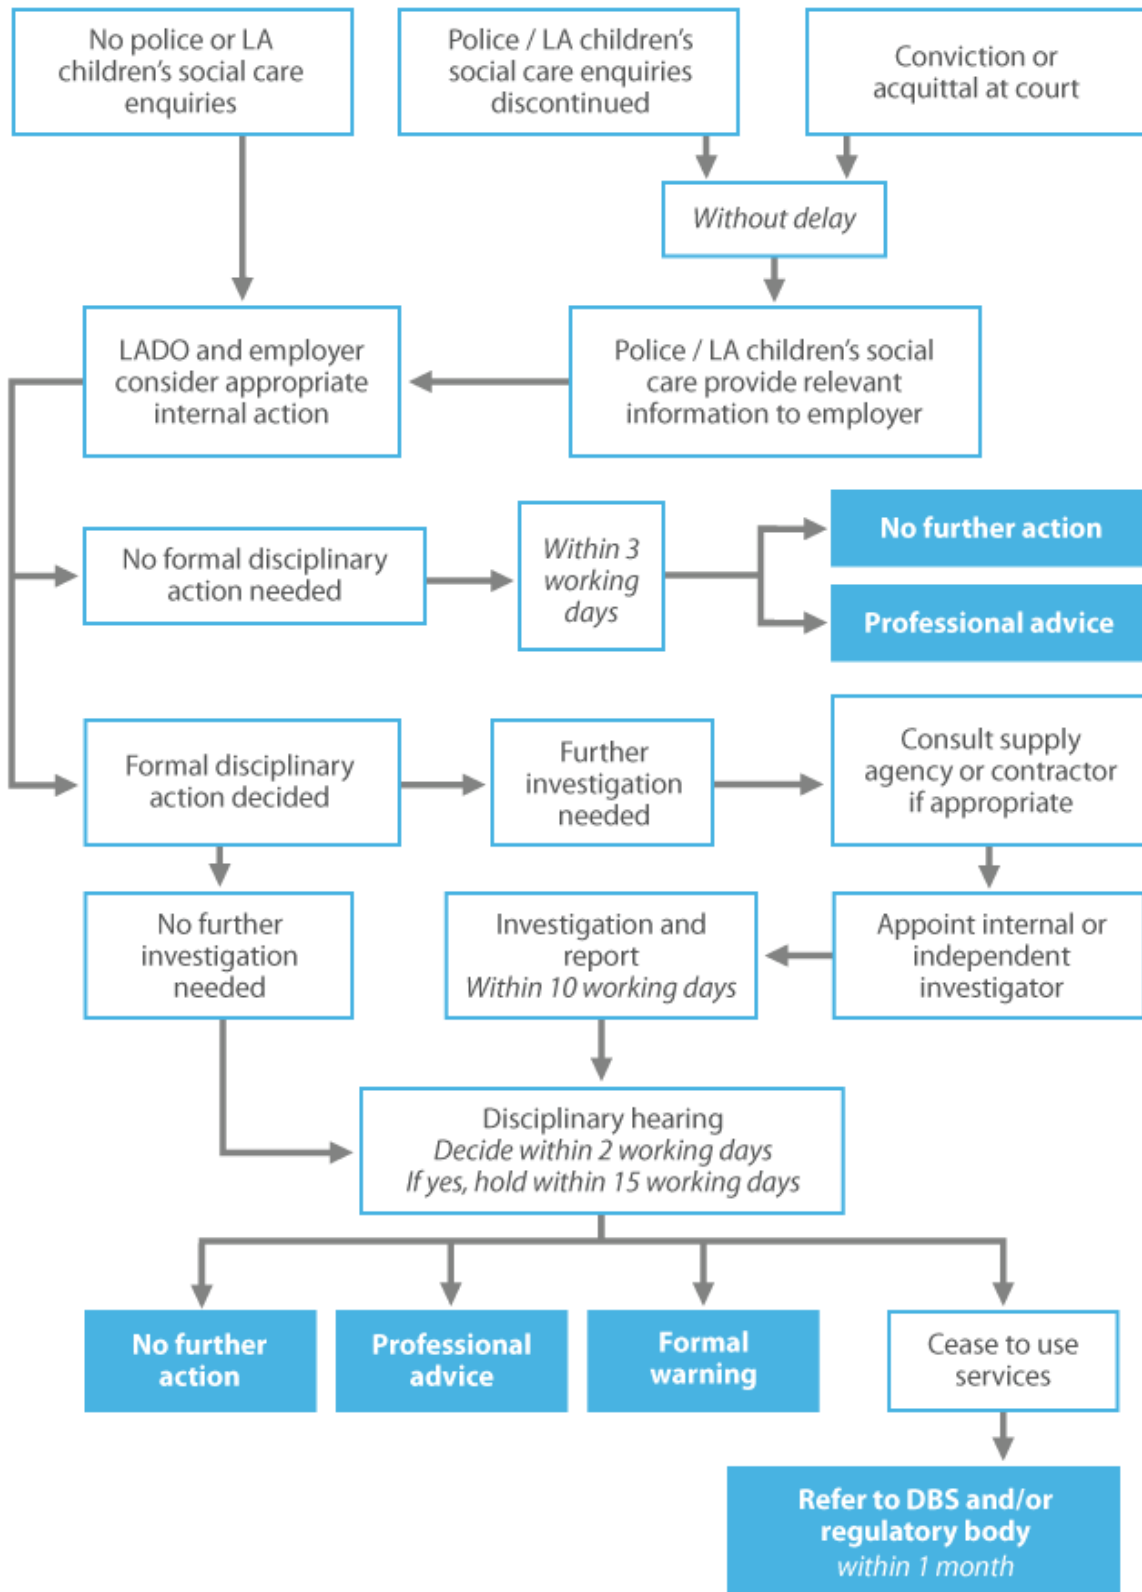 No police or LA
children's social care
enquiries
Police / LA children's
social care enquiries
discontinued
Conviction or
acquittal at court
Without delay
LADO and employer
consider appropriate
internal action
Police / LA children's social
care provide relevant
information to employer
No formal disciplinary
action needed
Within 3
working
days
No further action
Professional advice
Formal disciplinary
action decided
Further
investigation
needed
Consult supply
agency or contractor
if appropriate
No further
investigation
needed
Investigation and
report
Within 10 working days
Appoint internal or
independent
investigator
Disciplinary hearing
Decide within 2 working days
If yes, hold within 15 working days
No further
action
Professional
advice
Formal
warning
Cease to use
services
Refer to DBS and/or
regulatory body
within 1 month